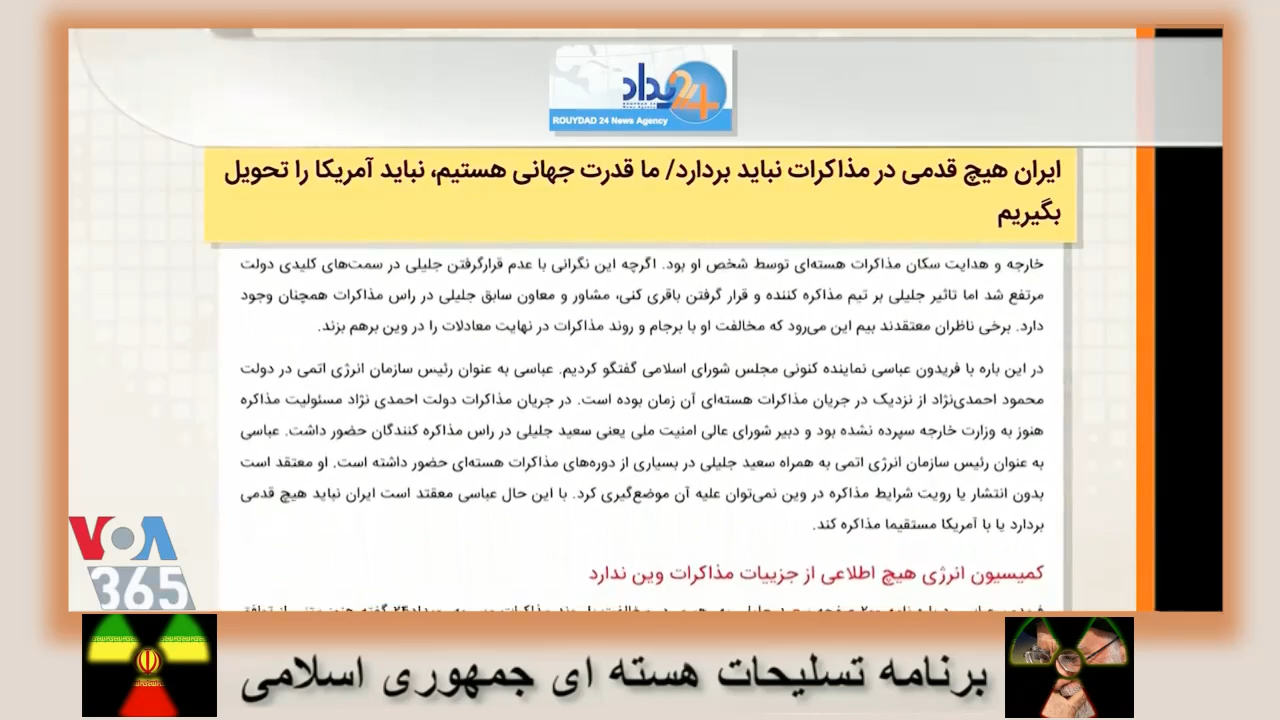 رویداد24
ROUYDAD 24 News Agency
ایران هیچ قدمی در مذاکرات نباید بردارد/ ما قدرت جهانی هستیم، نباید آمریکا را تحویل
بگیریم
خارجه و هدایت سکان مذاکرات هسته‌ای توسط شخص او بود. اگرچه این نگرانی با عدم قرارگرفتن جلیلی در سمت‌های کلیدی دولت
مرتفع شد اما تاثیر جلیلی بر تیم مذاکره کننده و قرار گرفتن باقری کنی، مشاور و معاون سابق جلیلی در راس مذاکرات همچنان وجود
دارد. برخی ناظران معتقدند بیم این می‌رود که مخالفت او با برجام و روند مذاکرات در نهایت معادلات را در وین برهم بزند.
در این باره با فریدون عباسی نماینده کنونی مجلس شورای اسلامی گفتگو کردیم. عباسی به عنوان رئیس سازمان انرژی اتمی در دولت
محمود احمدی‌نژاد از نزدیک در جریان مذاکرات هسته‌ای آن زمان بوده است. در جریان مذاکرات دولت احمدی نژاد مسئولیت مذاکره
هنوز به وزارت خارجه سپرده نشده بود و دبیر شورای عالی امنیت ملی یعنی سعید جلیلی در راس مذاکره کنندگان حضور داشت. عباسی
به عنوان رئیس سازمان انرژی اتمی به همراه سعید جلیلی در بسیاری از دوره‌های مذاکرات هسته‌ای حضور داشته است. او معتقد است
بدون انتشار یا رویت شرایط مذاکره در وین نمی‌توان علیه آن موضع‌گیری کرد. با این حال عباسی معقتد است ایران نباید هیچ قدمی
بردارد یا با آمریکا مستقیما مذاکره کند.
کمیسیون انرژی هیچ اطلاعی از جزییات مذاکرات وین ندارد
VOA
365
برنامه تسلیحات هسته ای جمهوری اسلامی